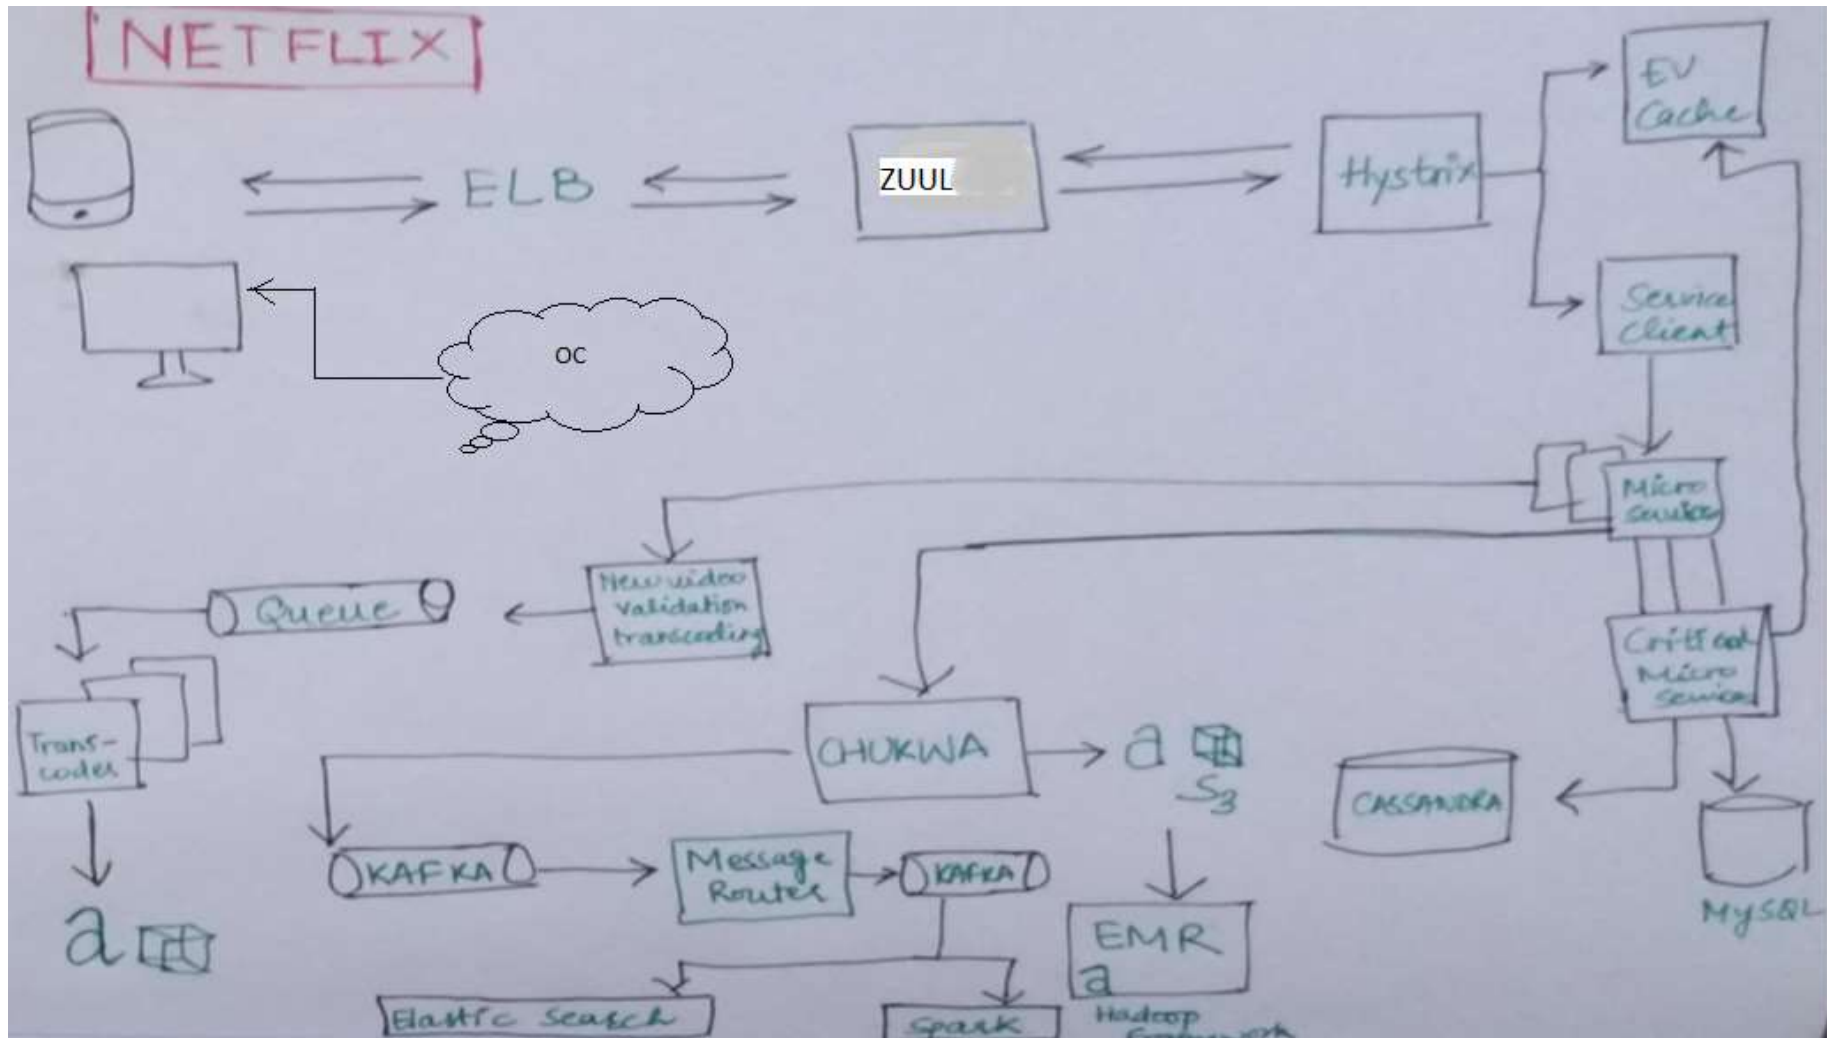 NETFLIX
ELB
ZUUL
Hystrix
EV
Cache
OC
Service
Client
Micro
service
New video
validation
transcoding
Queue
Critical
Micro
service
Trans-
coder
CHUKWA
a
S3
CASSANDRA
MySQL
KAFKA
Message
Router
KAFKA
EMR
a
Hadoop
Framework
a
Elastic Search
Spark